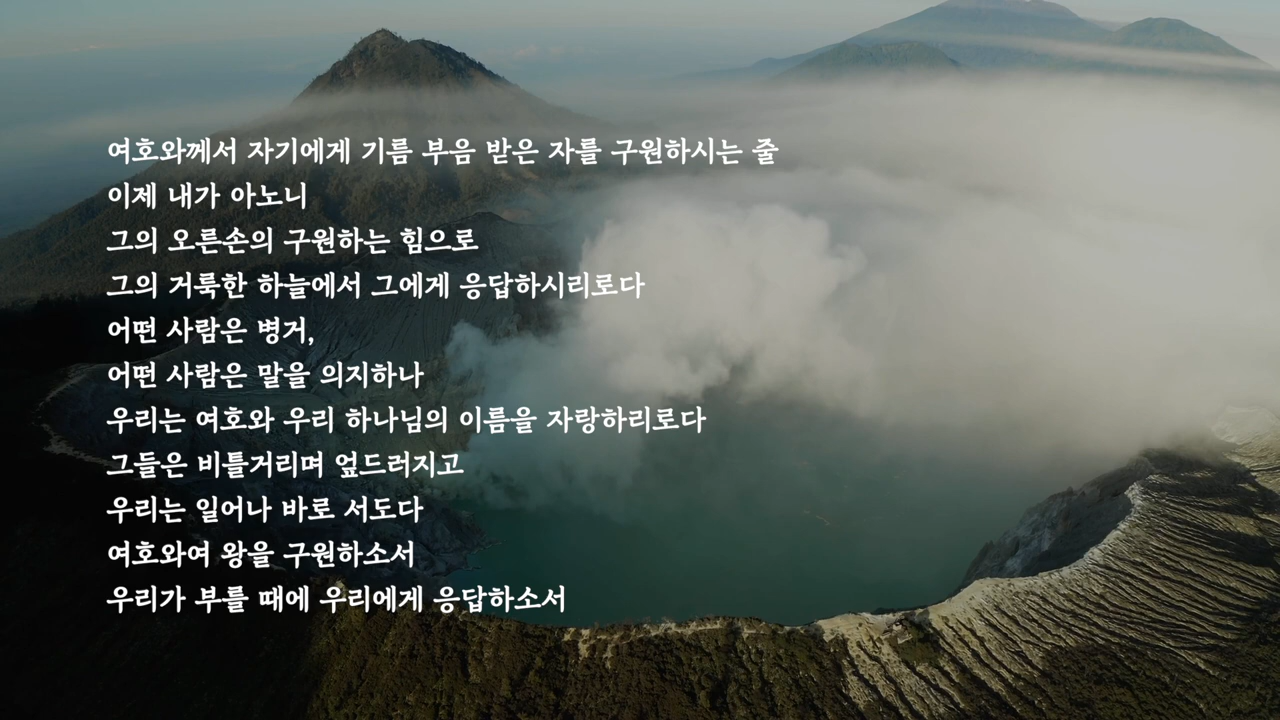 여호와께서 자기에게 기름 부음 받은 자를 구원하시는 줄
이제 내가 아노니
그의 오른손의 구원하는 힘으로
그의 거룩한 하늘에서 그에게 응답하시리로다
어떤 사람은 병거,
어떤 사람은 말을 의지하나
우리는 여호와 우리 하나님의 이름을 자랑하리로다
그들은 비틀거리며 엎드러지고
우리는 일어나 바로 서도다
여호와여 왕을 구원하소서
우리가 부를 때에 우리에게 응답하소서